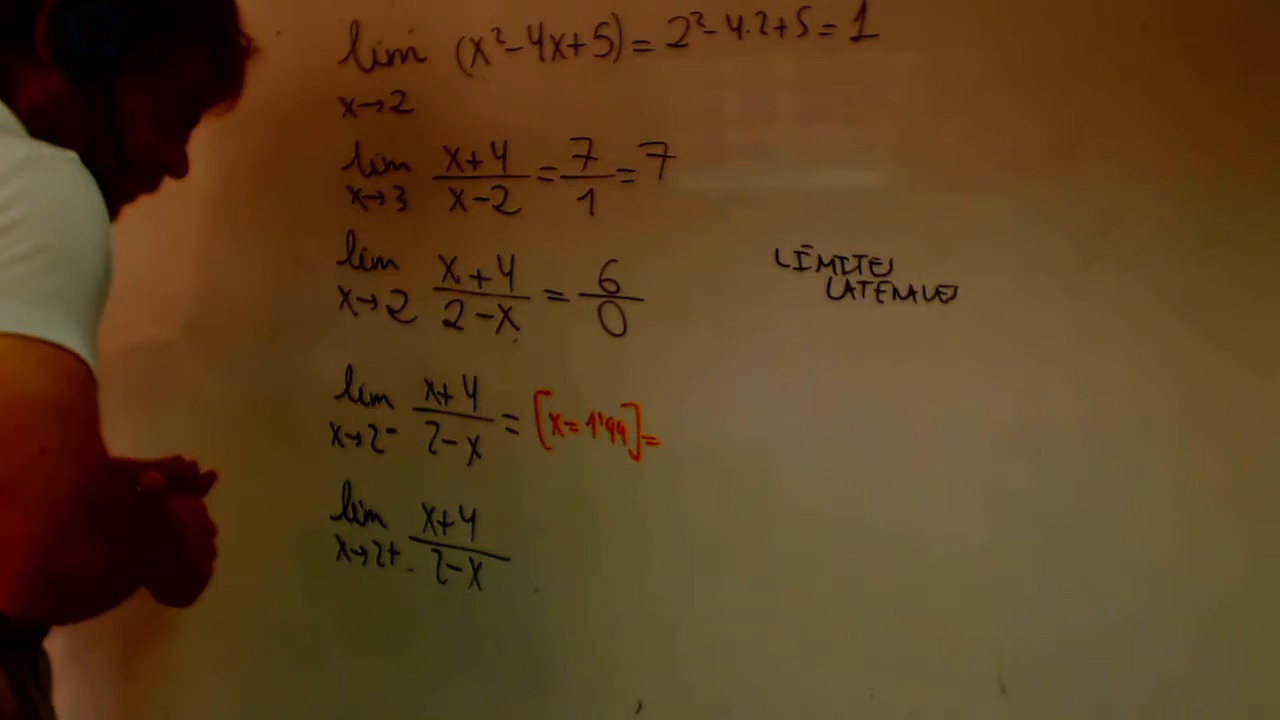 lim (x²-4x+5) = 2²-4·2+5 = 1
x→2
lim x+4/x-2 = 7/1 = 7
x→3
lim x+4/2-x = 6/0
x→2
LÍMITES
LATERALES
lim x+4/2-x = [x = 1'99] =
x→2-
lim x+4/2-x
x→2+